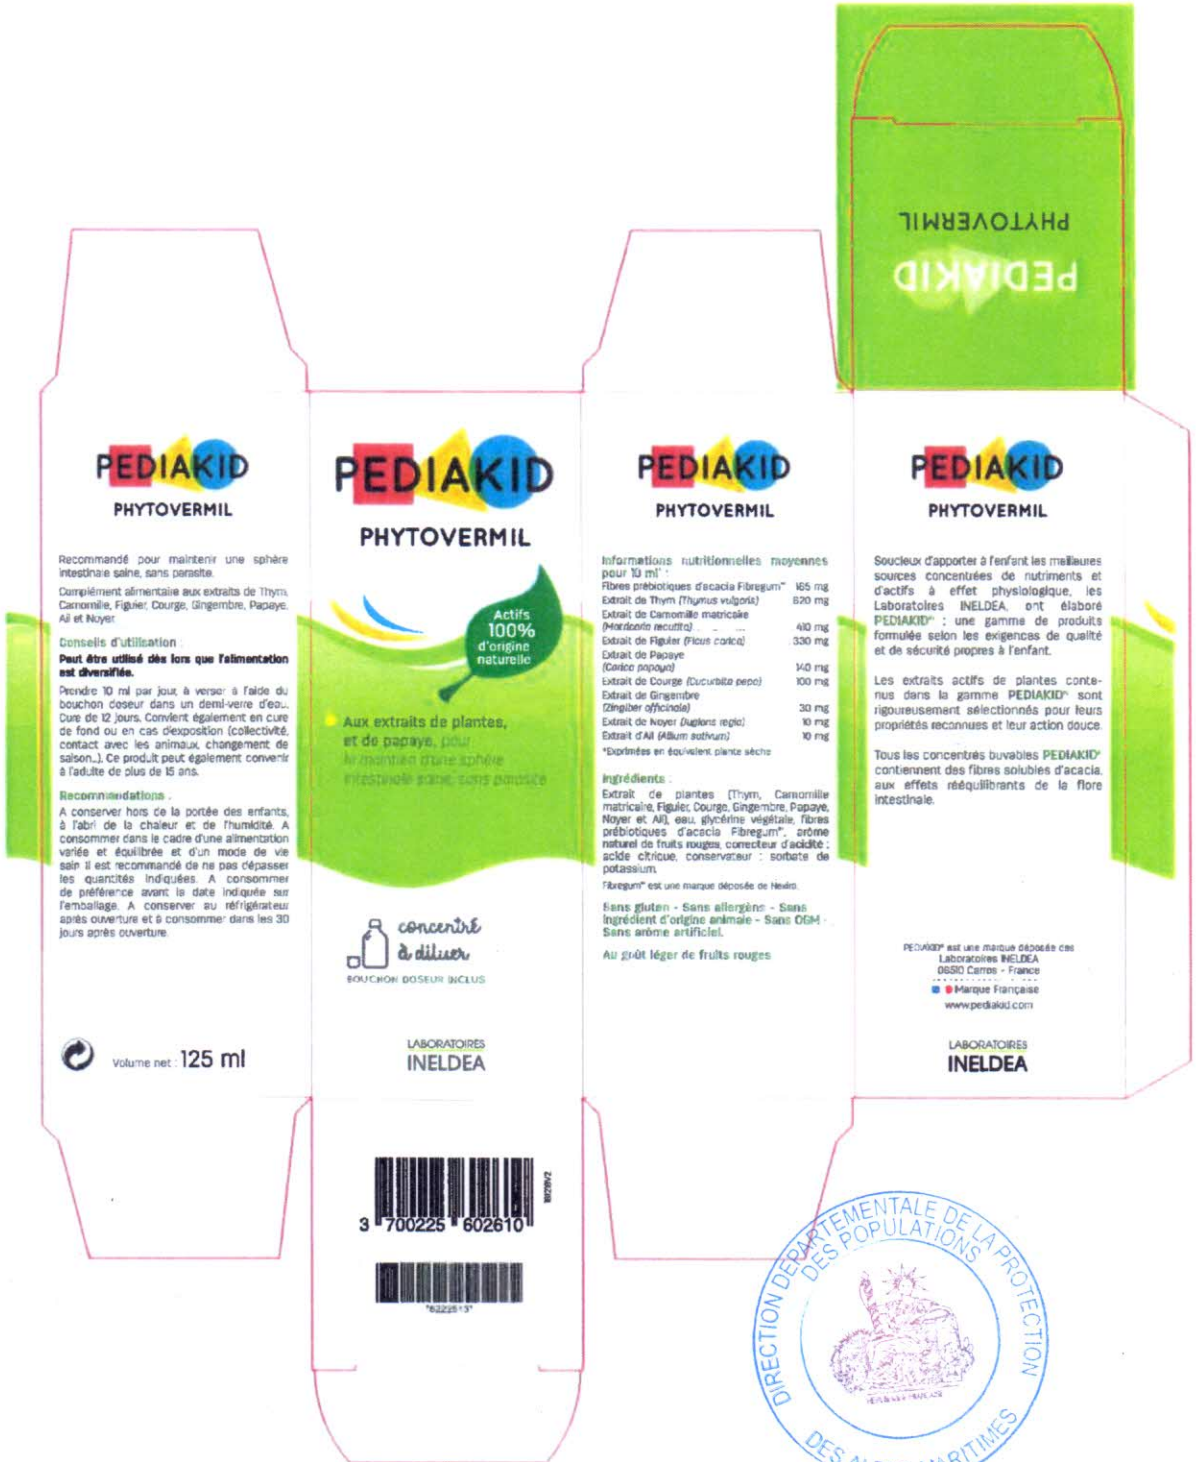 PEDIAKID
PHYTOVERMIL
PEDIAKID
PHYTOVERMIL
Recommandé pour maintenir une sphère
intestinale saine, sans parasite.
Complément alimentaire aux extraits de Thym,
Camomille, Figuier, Courge, Gingembre, Papaye,
Ail et Noyer.
Conseils d'utilisation :
Peut être utilisé dès lors que l'alimentation
est diversifiée.
Prendre 10 ml par jour, à verser à l'aide du
bouchon doseur dans un demi-verre d'eau.
Cure de 12 jours. Convient également en cure
de fond ou en cas d'exposition (collectivité,
contact avec les animaux, changement de
saison...). Ce produit peut également convenir
à l'adulte de plus de 15 ans.
Recommandations :
A conserver hors de la portée des enfants,
à l'abri de la chaleur et de l'humidité. A
consommer dans le cadre d'une alimentation
variée et équilibrée et d'un mode de vie
sain. Il est recommandé de ne pas dépasser
les quantités indiquées. A consommer
de préférence avant la date indiquée sur
l'emballage. A conserver au réfrigérateur
après ouverture et à consommer dans les 30
jours après ouverture.
Volume net : 125 ml
PEDIAKID
PHYTOVERMIL
Actifs
100%
d'origine
naturelle
Aux extraits de plantes,
et de papaye, pour
le maintien d'une sphère
intestinale saine, sans parasite
concentré
à diluer
BOUCHON DOSEUR INCLUS
LABORATOIRES
INELDEA
3 700225 602610
PEDIAKID
PHYTOVERMIL
Informations nutritionnelles moyennes
pour 10 ml* :
Fibres prébiotiques d'acacia Fibregum™ 165 mg
Extrait de Thym (Thymus vulgaris) 620 mg
Extrait de Camomille matricaire
(Matricaria recutita) 410 mg
Extrait de Figuier (Ficus carica) 330 mg
Extrait de Papaye
(Carica papaya) 140 mg
Extrait de Courge (Cucurbita pepo) 100 mg
Extrait de Gingembre
(Zingiber officinale) 30 mg
Extrait de Noyer (Juglans regia) 10 mg
Extrait d'Ail (Allium sativum) 10 mg
*Exprimées en équivalent plante sèche
Ingrédients :
Extrait de plantes (Thym, Camomille
matricaire, Figuier, Courge, Gingembre, Papaye,
Noyer et Ail), eau, glycérine végétale, fibres
prébiotiques d'acacia Fibregum™, arôme
naturel de fruits rouges, correcteur d'acidité :
acide citrique, conservateur : sorbate de
potassium.
Fibregum™ est une marque déposée de Nexira.
Sans gluten - Sans allergène - Sans
ingrédient d'origine animale - Sans OGM -
Sans arôme artificiel.
Au goût léger de fruits rouges
PEDIAKID
PHYTOVERMIL
Soucieux d'apporter à l'enfant les meilleures
sources concentrées de nutriments et
d'actifs à effet physiologique, les
Laboratoires INELDEA, ont élaboré
PEDIAKID® : une gamme de produits
formulée selon les exigences de qualité
et de sécurité propres à l'enfant.
Les extraits actifs de plantes conte-
nus dans la gamme PEDIAKID® sont
rigoureusement sélectionnés pour leurs
propriétés reconnues et leur action douce.
Tous les concentrés buvables PEDIAKID®
contiennent des fibres solubles d'acacia,
aux effets rééquilibrants de la flore
intestinale.
PEDIAKID® est une marque déposée des
Laboratoires INELDEA
06510 Carros - France
Marque Française
www.pediakid.com
LABORATOIRES
INELDEA
DIRECTION DEPARTEMENTALE DE LA PROTECTION
DES POPULATIONS
REPUBLIQUE FRANCAISE